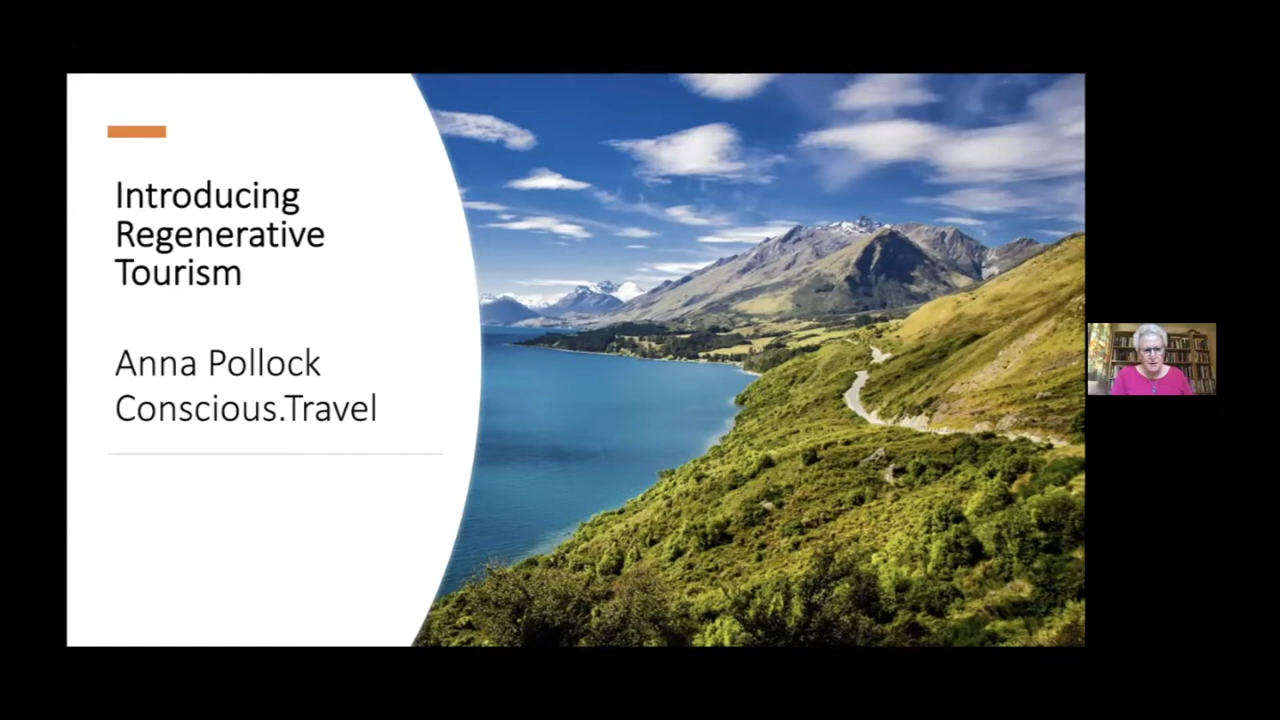 Introducing
Regenerative
Tourism
Anna Pollock
Conscious.Travel